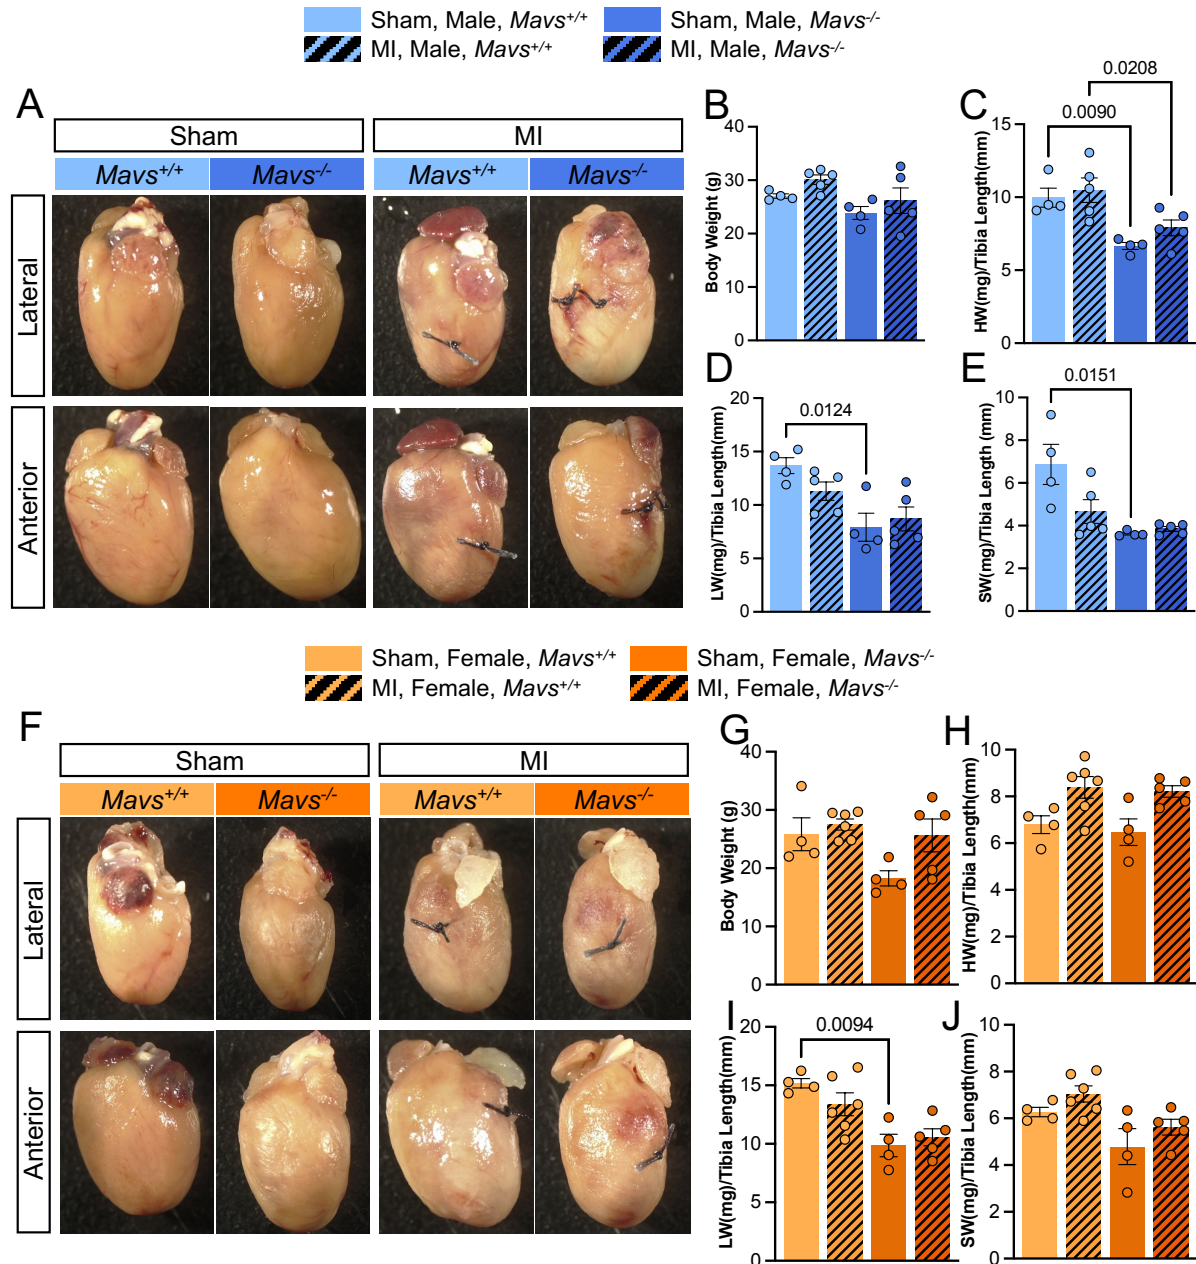 Sham, Male, Mavs+/+ Sham, Male, Mavs-/-
MI, Male, Mavs+/+ MI, Male, Mavs-/-
A
Sham MI
Mavs+/+ Mavs-/- Mavs+/+ Mavs-/-
Lateral
Anterior
B
Body Weight (g)
40
30
20
10
0
C
0.0208
0.0090
HW(mg)/Tibia Length(mm)
15
10
5
0
D
0.0124
LW(mg)/Tibia Length(mm)
20
15
10
5
0
E
0.0151
SW(mg)/Tibia Length (mm)
10
8
6
4
2
0
Sham, Female, Mavs+/+ Sham, Female, Mavs-/-
MI, Female, Mavs+/+ MI, Female, Mavs-/-
F
Sham MI
Mavs+/+ Mavs-/- Mavs+/+ Mavs-/-
Lateral
Anterior
G
Body Weight (g)
40
30
20
10
0
H
HW(mg)/Tibia Length(mm)
10
8
6
4
2
0
I
0.0094
LW(mg)/Tibia Length(mm)
20
15
10
5
0
J
SW(mg)/Tibia Length(mm)
10
8
6
4
2
0